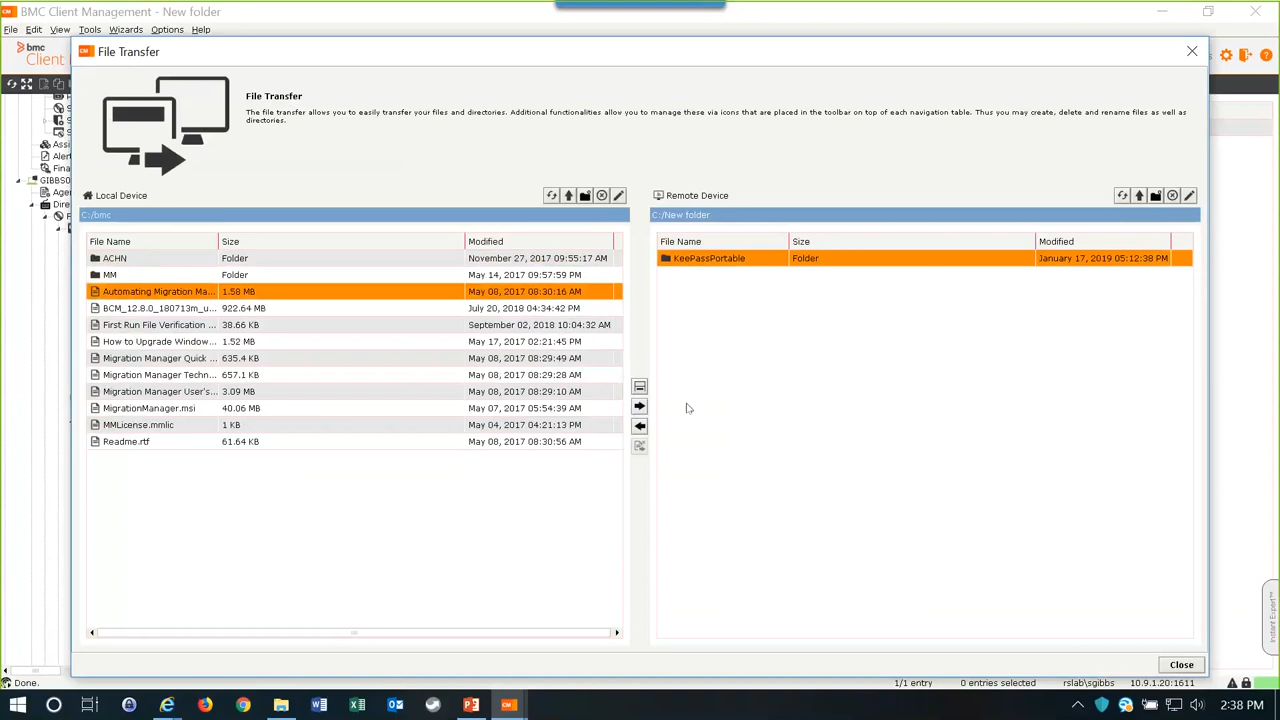 BMC Client Management - New folder
File Edit View Tools Wizards Options Help
bmc
Client
File Transfer
File Transfer
The file transfer allows you to easily transfer your files and directories. Additional functionalities allow you to manage these via icons that are placed in the toolbar on top of each navigation table. Thus you may create, delete and rename files as well as
directories.
Local Device
Remote Device
C:/bmc
C:/New folder
File Name Size Modified
File Name Size Modified
ACHN Folder November 27, 2017 09:55:17 AM
KeePassPortable Folder January 17, 2019 05:12:38 PM
MM Folder May 14, 2017 09:57:59 PM
Automating Migration Ma... 1.58 MB May 08, 2017 08:30:16 AM
BCM_12.8.0_180713m_u... 922.64 MB July 20, 2018 04:34:42 PM
First Run File Verification ... 38.66 KB September 02, 2018 10:04:32 AM
How to Upgrade Window... 1.52 MB May 17, 2017 02:21:45 PM
Migration Manager Quick ... 635.4 KB May 08, 2017 08:29:49 AM
Migration Manager Techn... 657.1 KB May 08, 2017 08:29:28 AM
Migration Manager User's... 3.09 MB May 08, 2017 08:29:10 AM
MigrationManager.msi 40.06 MB May 07, 2017 05:54:39 AM
MMLicense.mmlic 1 KB May 04, 2017 04:21:13 PM
Readme.rtf 61.64 KB May 08, 2017 08:30:56 AM
Assi
Alert
Fina
GIBBSO
Age
Dire
Instant Expert™
Close
Done.
1/1 entry 0 entries selected rslab\sgibbs 10.9.1.20:1611
2:38 PM